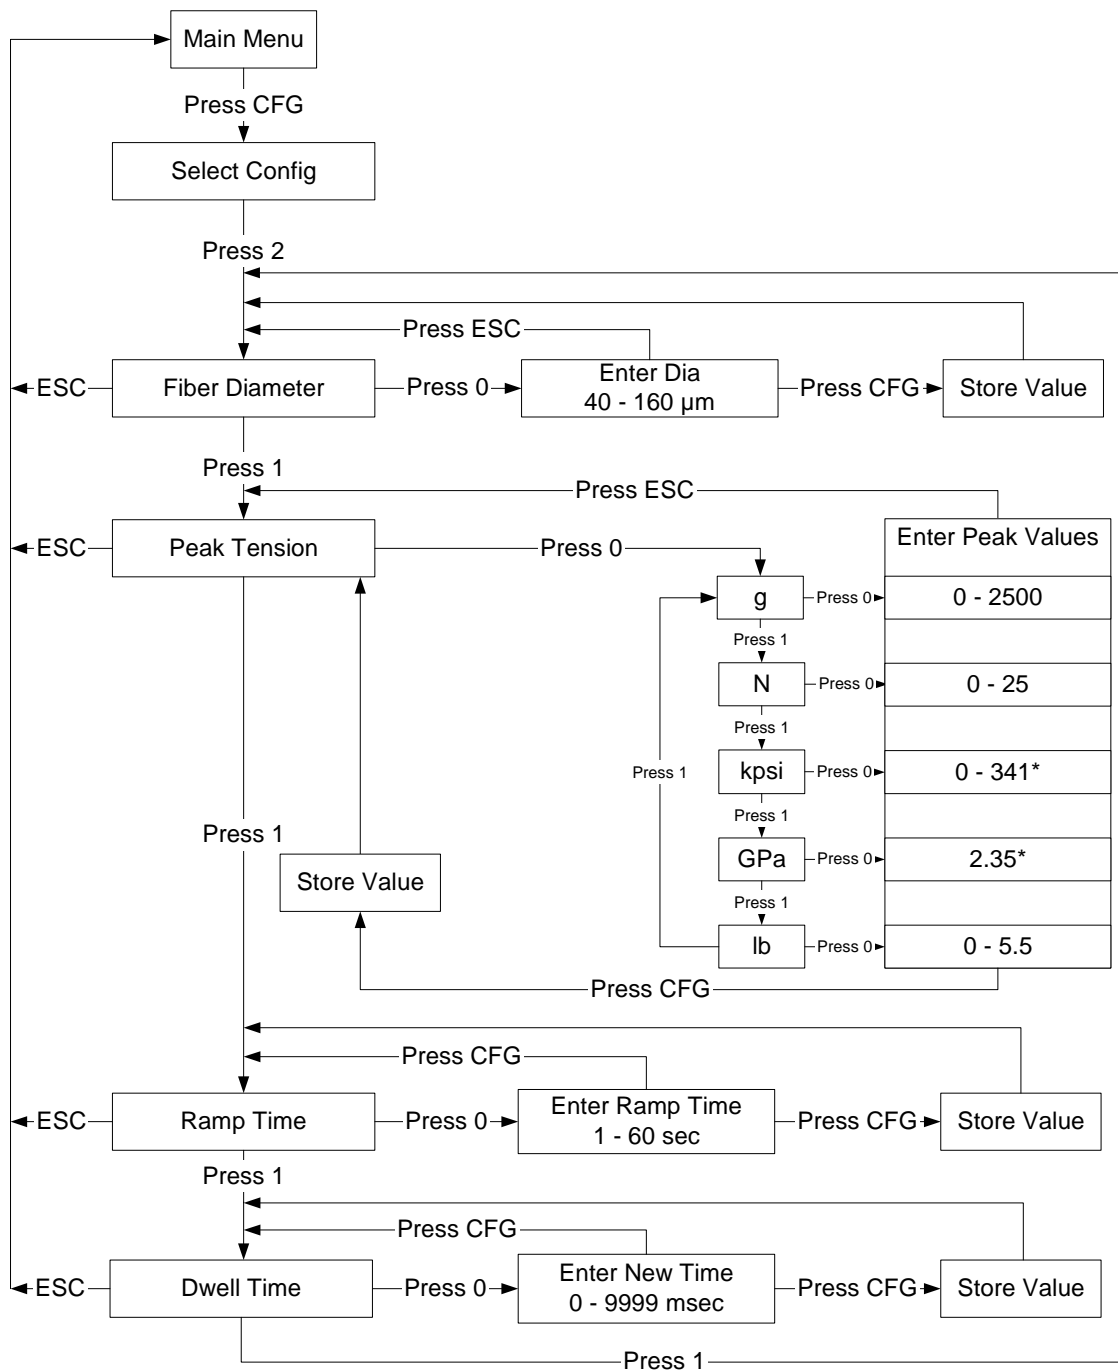 Main Menu
Press CFG
Select Config
Press 2
Press ESC
ESC
Fiber Diameter
Press 0
Enter Dia
40 - 160 µm
Press CFG
Store Value
Press 1
Press ESC
ESC
Peak Tension
Press 0
Enter Peak Values
g
Press 0
0 - 2500
Press 1
N
Press 0
0 - 25
Press 1
Press 1
kpsi
Press 0
0 - 341*
Press 1
Press 1
GPa
Press 0
2.35*
Store Value
Press 1
lb
Press 0
0 - 5.5
Press CFG
Press CFG
ESC
Ramp Time
Press 0
Enter Ramp Time
1 - 60 sec
Press CFG
Store Value
Press 1
Press CFG
ESC
Dwell Time
Press 0
Enter New Time
0 - 9999 msec
Press CFG
Store Value
Press 1